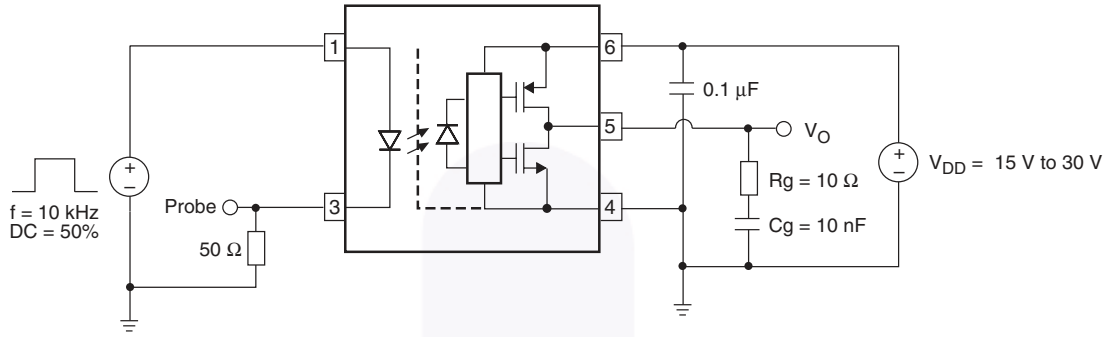 1
6
0.1 μF
5
V_O
+
−
+
−
V_DD = 15 V to 30 V
Rg = 10 Ω
Probe
3
4
f = 10 kHz
DC = 50%
50 Ω
Cg = 10 nF